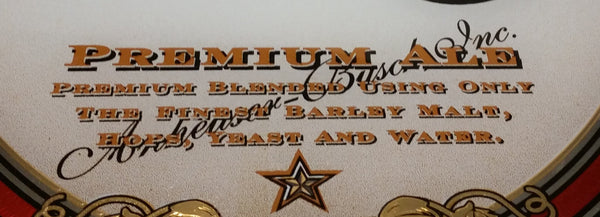 Premium Ale
Premium Blended Using Only
The Finest Barley Malt,
Hops, Yeast And Water.
Anheuser-Busch, Inc.